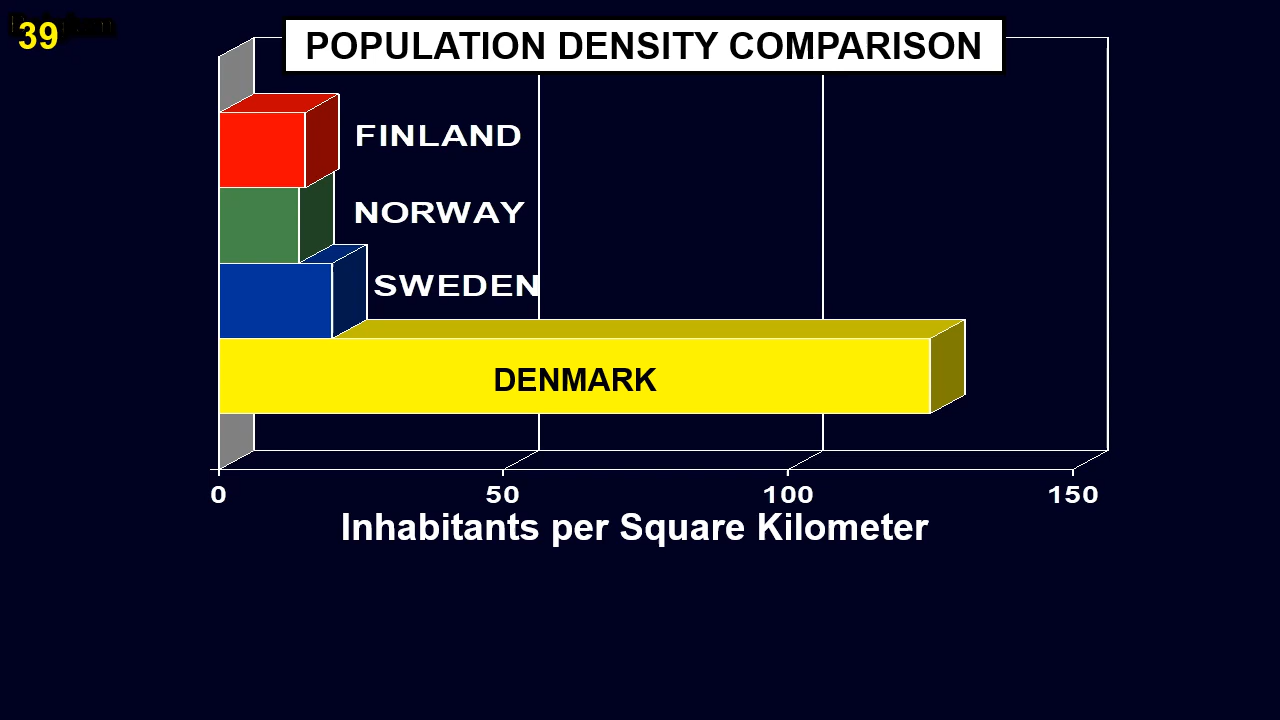 39
POPULATION DENSITY COMPARISON
FINLAND
NORWAY
SWEDEN
DENMARK
0 50 100 150
Inhabitants per Square Kilometer